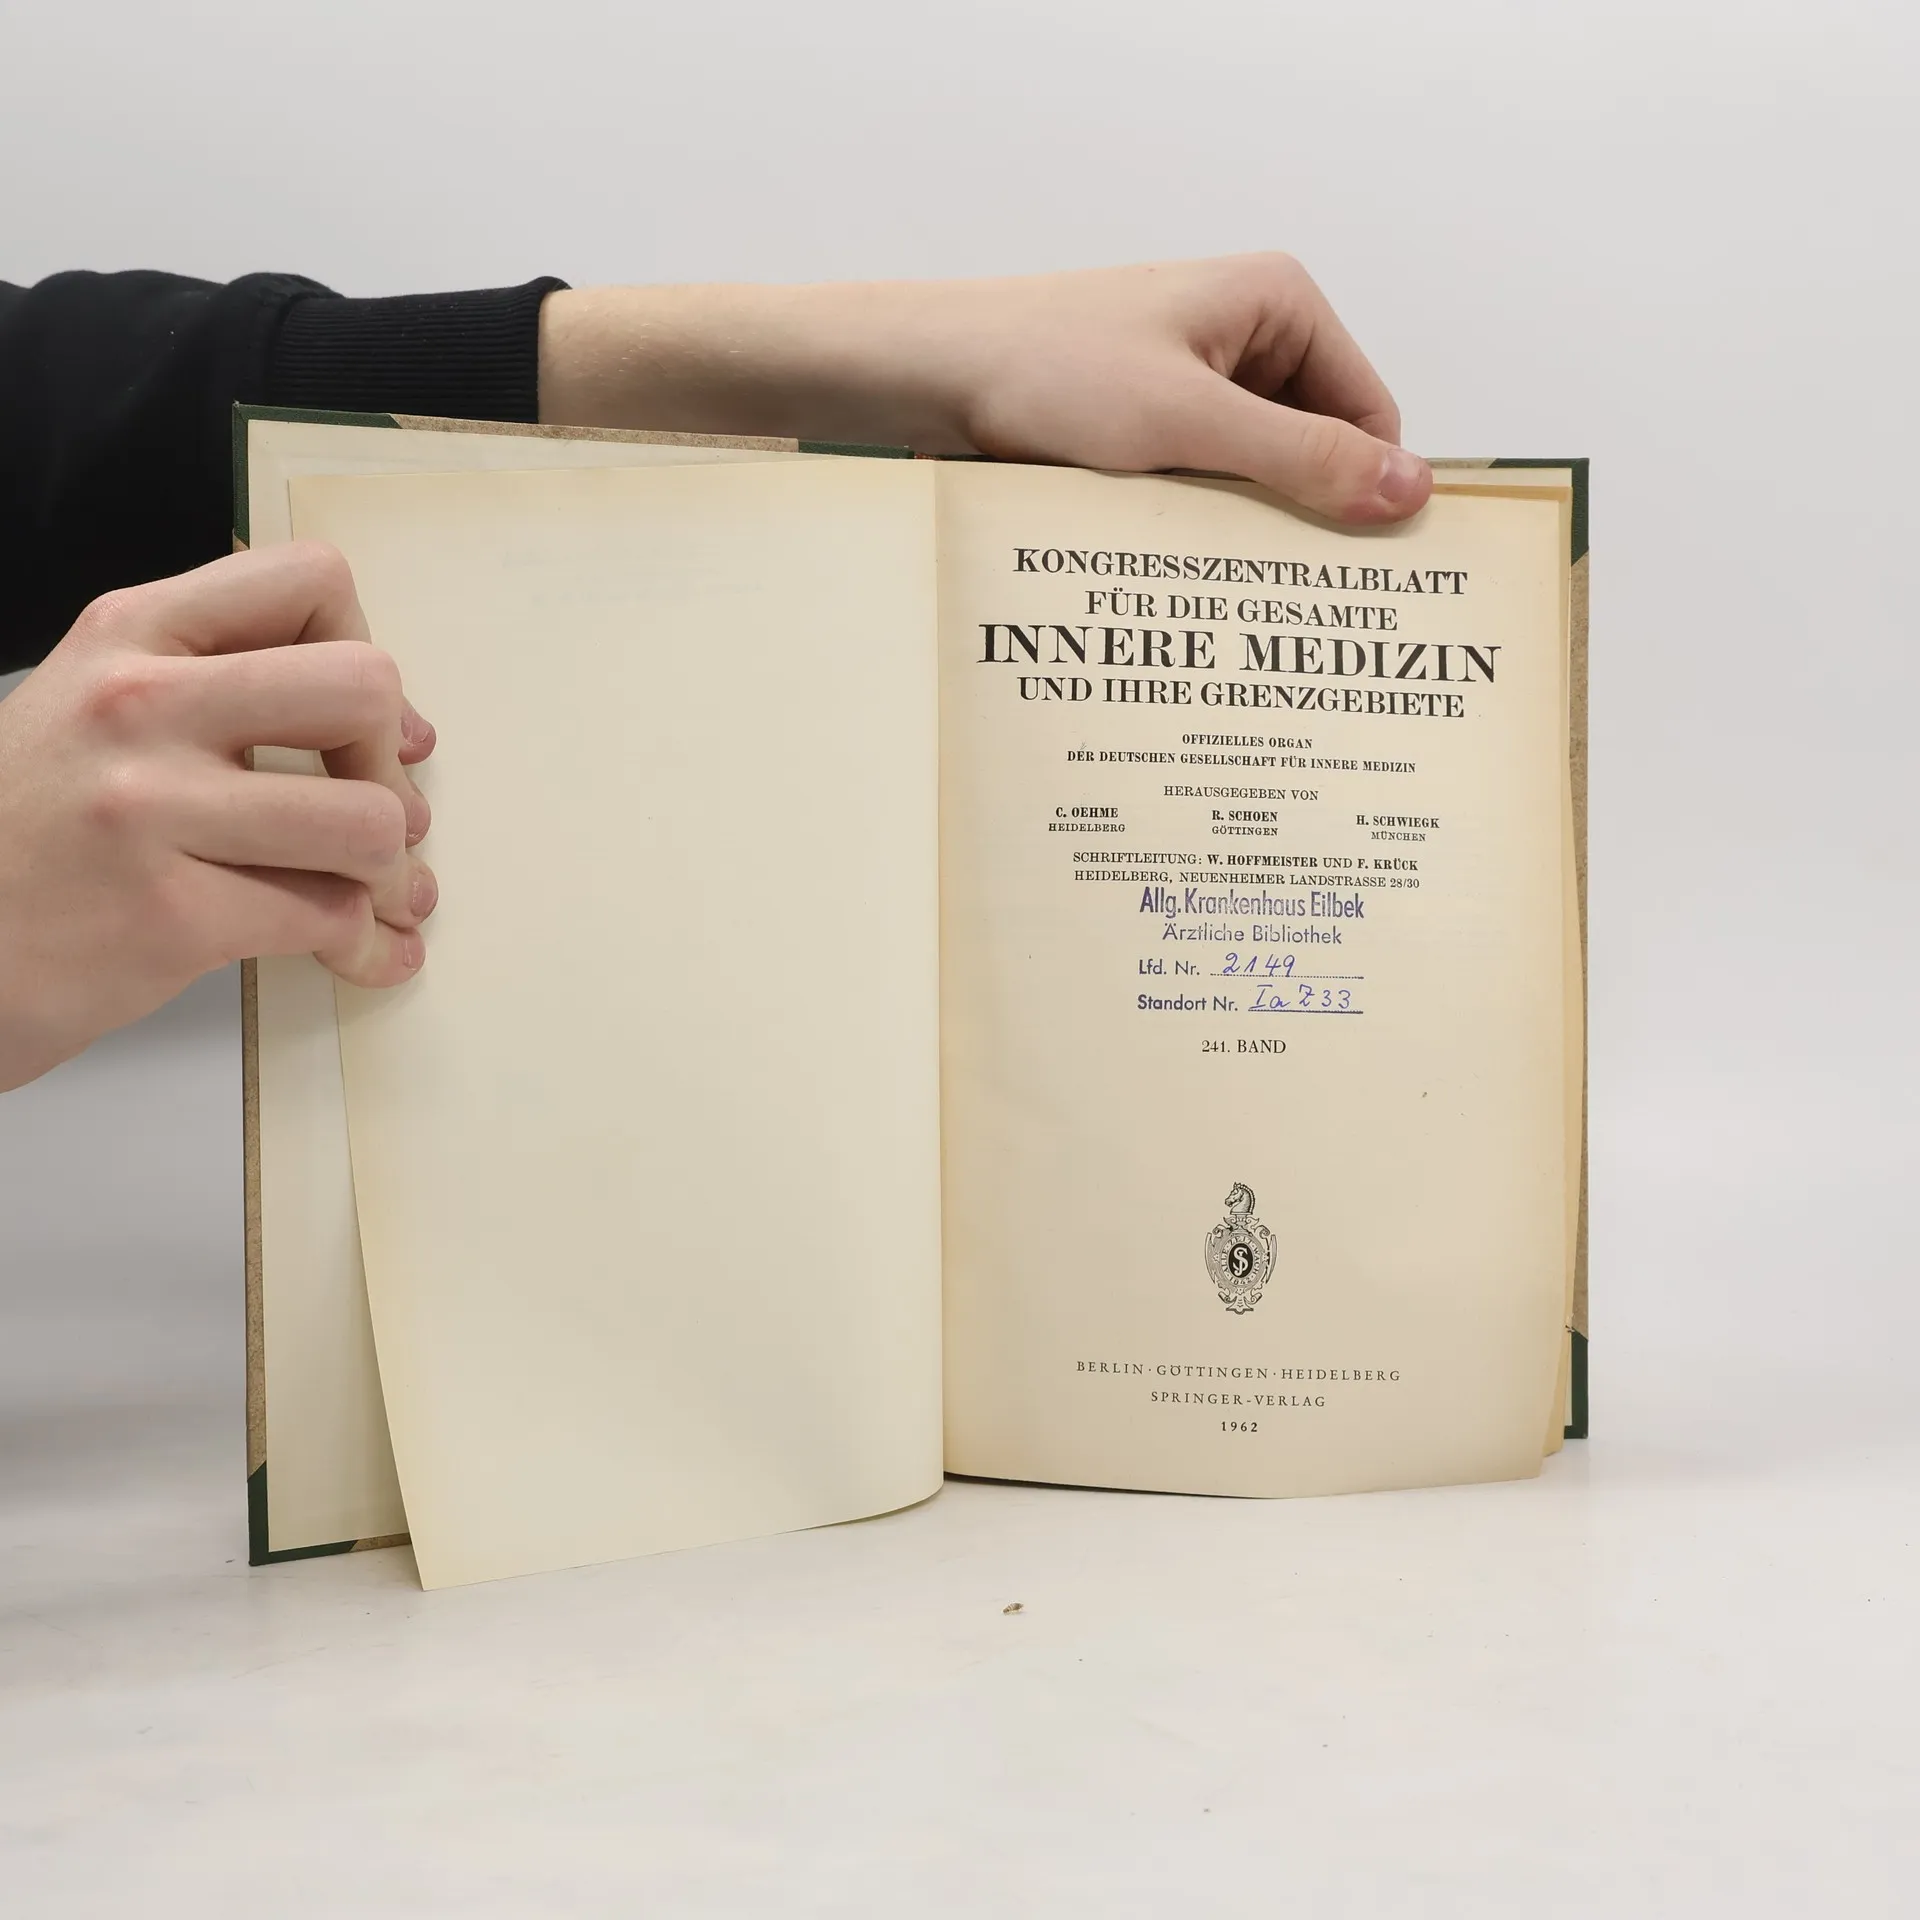 KONGRESSZENTRALBLATT
FÜR DIE GESAMTE
INNERE MEDIZIN
UND IHRE GRENZGEBIETE
OFFIZIELLES ORGAN
DER DEUTSCHEN GESELLSCHAFT FÜR INNERE MEDIZIN
HERAUSGEGEBEN VON
C. OEHME R. SCHOEN H. SCHWIEGK
HEIDELBERG GÖTTINGEN MÜNCHEN
SCHRIFTLEITUNG: W. HOFFMEISTER UND F. KRÜCK
HEIDELBERG, NEUENHEIMER LANDSTRASSE 28/30
Allg. Krankenhaus Eilbek
Ärztliche Bibliothek
Lfd. Nr. 2149
Standort Nr. Ia Z 33
241. BAND
S
BERLIN · GÖTTINGEN · HEIDELBERG
SPRINGER-VERLAG
1962